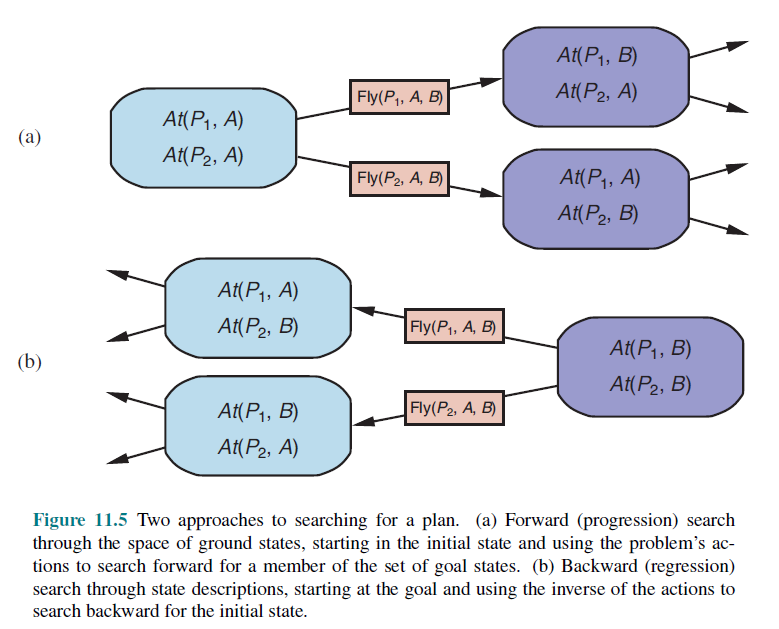 At(P₁, B)
At(P₂, A)
Fly(P₁, A, B)
At(P₁, A)
At(P₂, A)
(a)
Fly(P₂, A, B)
At(P₁, A)
At(P₂, B)
At(P₁, A)
At(P₂, B)
Fly(P₁, A, B)
At(P₁, B)
At(P₂, B)
(b)
Fly(P₂, A, B)
At(P₁, B)
At(P₂, A)
Figure 11.5 Two approaches to searching for a plan. (a) Forward (progression) search
through the space of ground states, starting in the initial state and using the problem's ac-
tions to search forward for a member of the set of goal states. (b) Backward (regression)
search through state descriptions, starting at the goal and using the inverse of the actions to
search backward for the initial state.